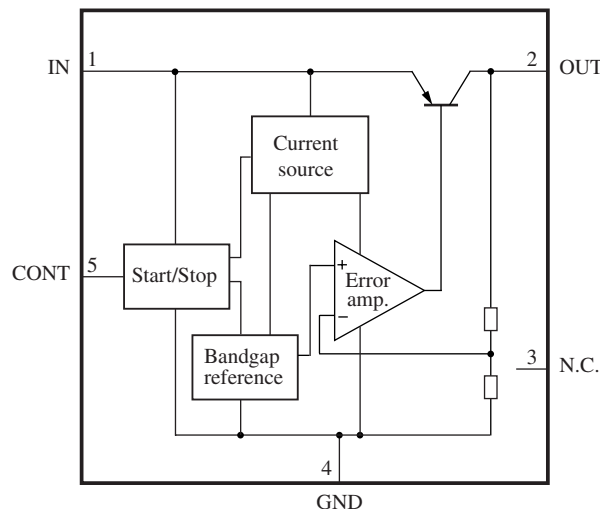 IN
1
2
OUT
Current
source
CONT
5
Start/Stop
+
Error
amp.
−
Bandgap
reference
3
N.C.
4
GND